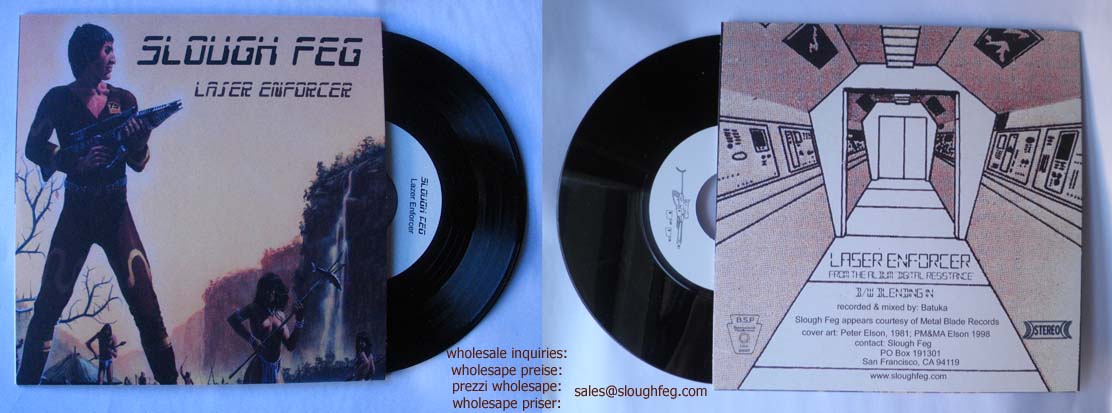 SLOUGH FEG
LASER ENFORCER
SLOUGH FEG
Lazer Enforcer
LASER ENFORCER
FROM THE ALBUM "DIGITAL RESISTANCE"
B/W BLENDING IN
recorded & mixed by: Batuka
Slough Feg appears courtesy of Metal Blade Records
cover art: Peter Elson, 1981; PM&MA Elson 1998
contact: Slough Feg
PO Box 191301
San Francisco, CA 94119
www.sloughfeg.com
B.S.P
STEREO
wholesale inquiries:
wholesape preise:
prezzi wholesape: sales@sloughfeg.com
wholesape priser: